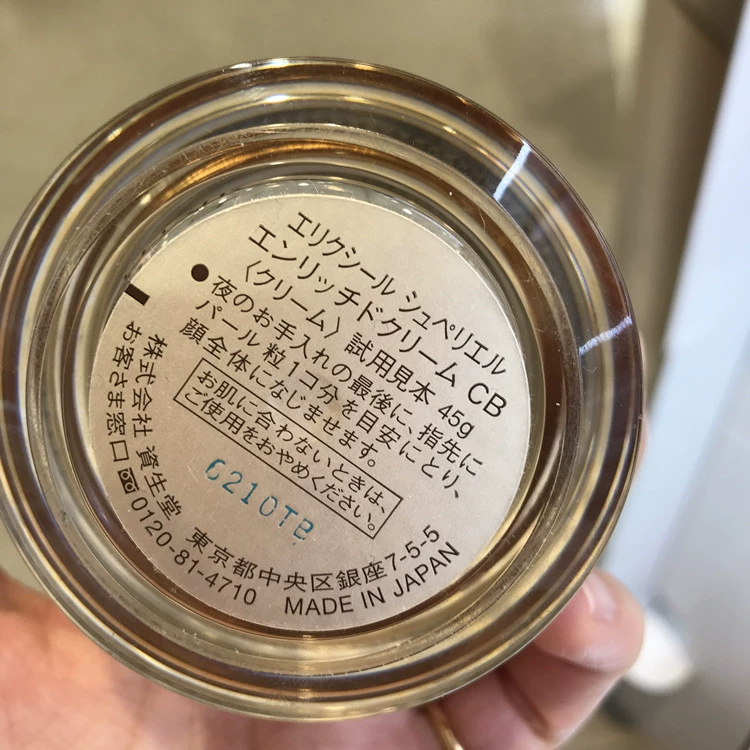 エリクシール シュペリエル
エンリッチドクリーム CB
〈クリーム〉 試用見本 45g
●夜のお手入れの最後に、指先に
パール粒1コ分を目安にとり、
顔全体になじませます。
お肌に合わないときは、
ご使用をおやめください。
6210TB
株式会社 資生堂 東京都中央区銀座7-5-5
お客さま窓口 0120-81-4710 MADE IN JAPAN